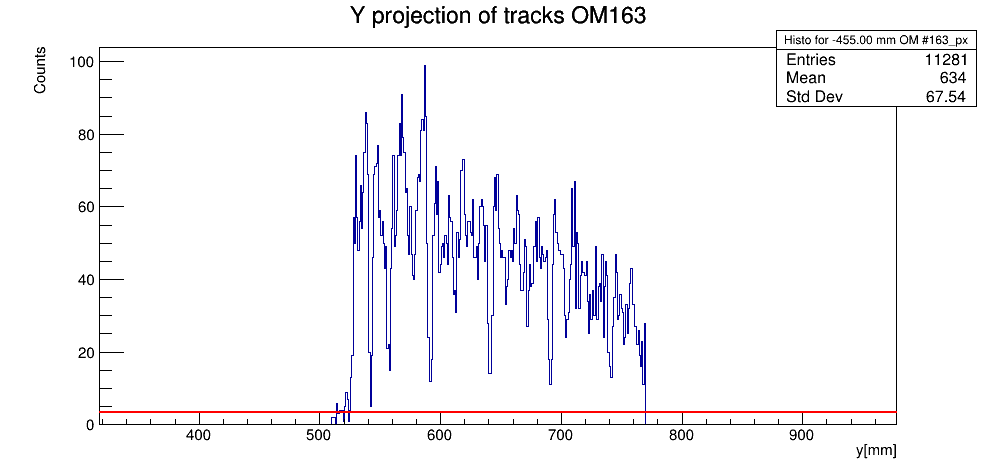 Y projection of tracks OM163
Histo for -455.00 mm OM #163_px
Entries 11281
Mean 634
Std Dev 67.54
Counts
100
80
60
40
20
0
400 500 600 700 800 900
y[mm]